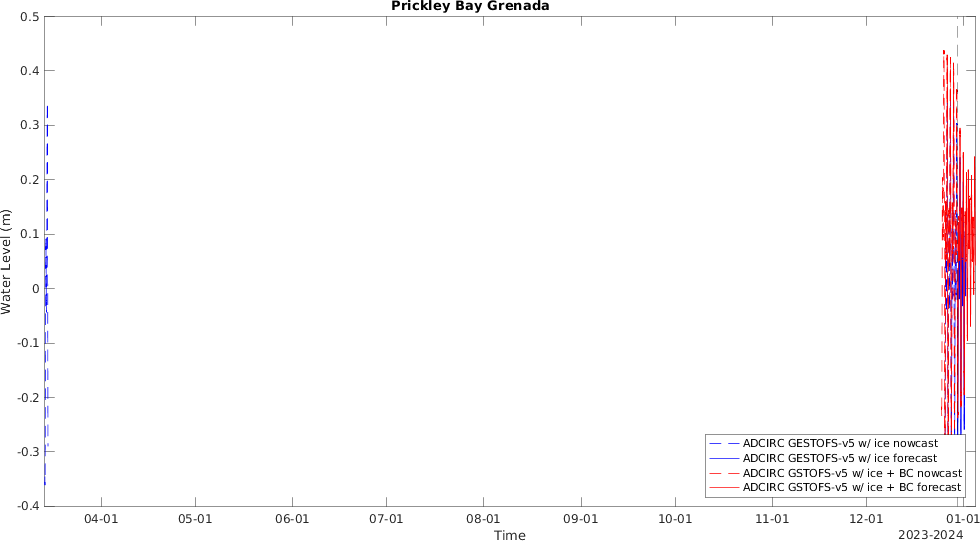 Prickley Bay Grenada
0.5
0.4
0.3
0.2
0.1
0
-0.1
-0.2
-0.3
-0.4
Water Level (m)
ADCIRC GESTOFS-v5 w/ ice nowcast
ADCIRC GESTOFS-v5 w/ ice forecast
ADCIRC GSTOFS-v5 w/ ice + BC nowcast
ADCIRC GSTOFS-v5 w/ ice + BC forecast
04-01 05-01 06-01 07-01 08-01 09-01 10-01 11-01 12-01 01-01
Time
2023-2024